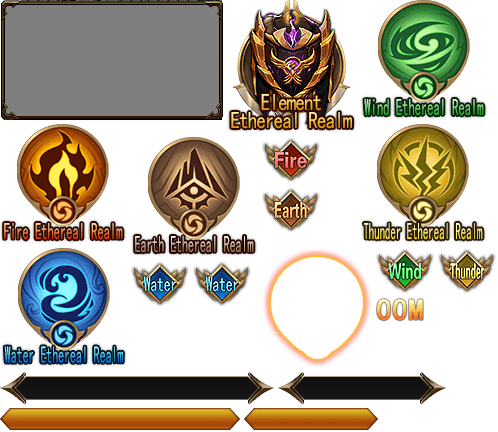 Element
Ethereal Realm
Wind Ethereal Realm
Fire
Fire Ethereal Realm
Earth Ethereal Realm
Earth
Thunder Ethereal Realm
Water
Water
Wind
Thunder
OOM
Water Ethereal Realm